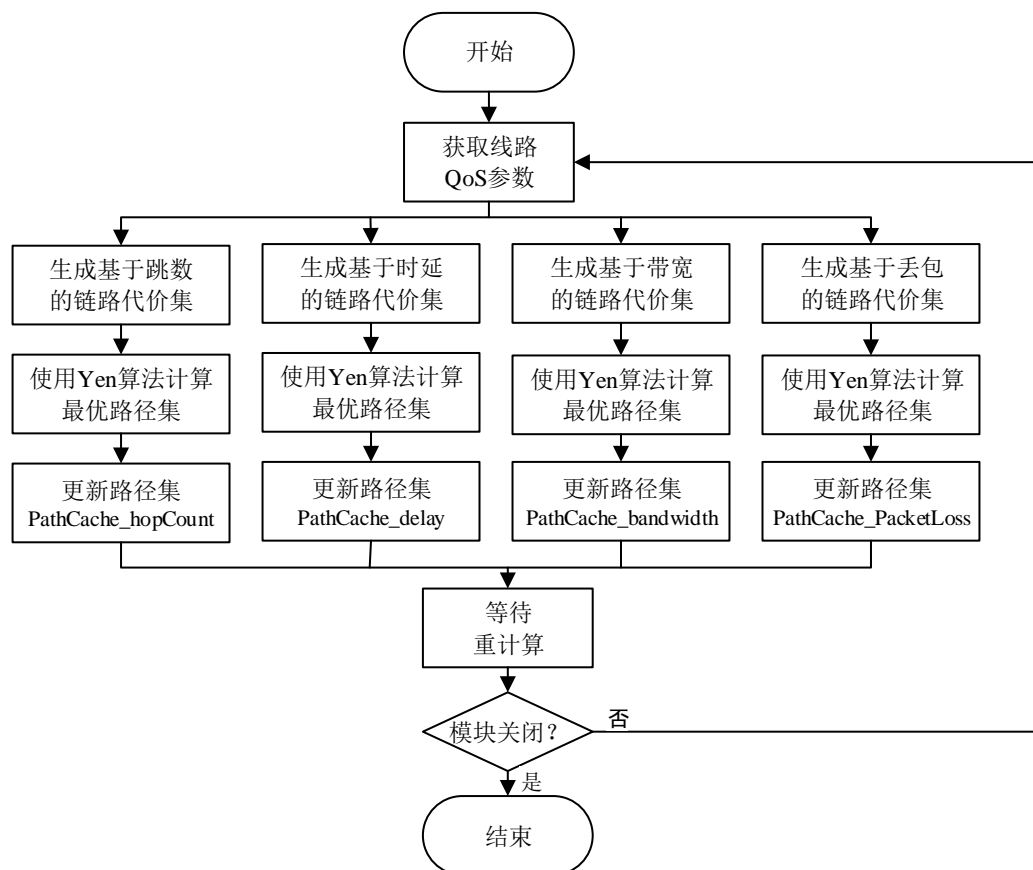 开始
获取线路
QoS参数
生成基于跳数
的链路代价集
生成基于时延
的链路代价集
生成基于带宽
的链路代价集
生成基于丢包
的链路代价集
使用Yen算法计算
最优路径集
使用Yen算法计算
最优路径集
使用Yen算法计算
最优路径集
使用Yen算法计算
最优路径集
更新路径集
PathCache_hopCount
更新路径集
PathCache_delay
更新路径集
PathCache_bandwidth
更新路径集
PathCache_PacketLoss
等待
重计算
模块关闭?
否
是
结束